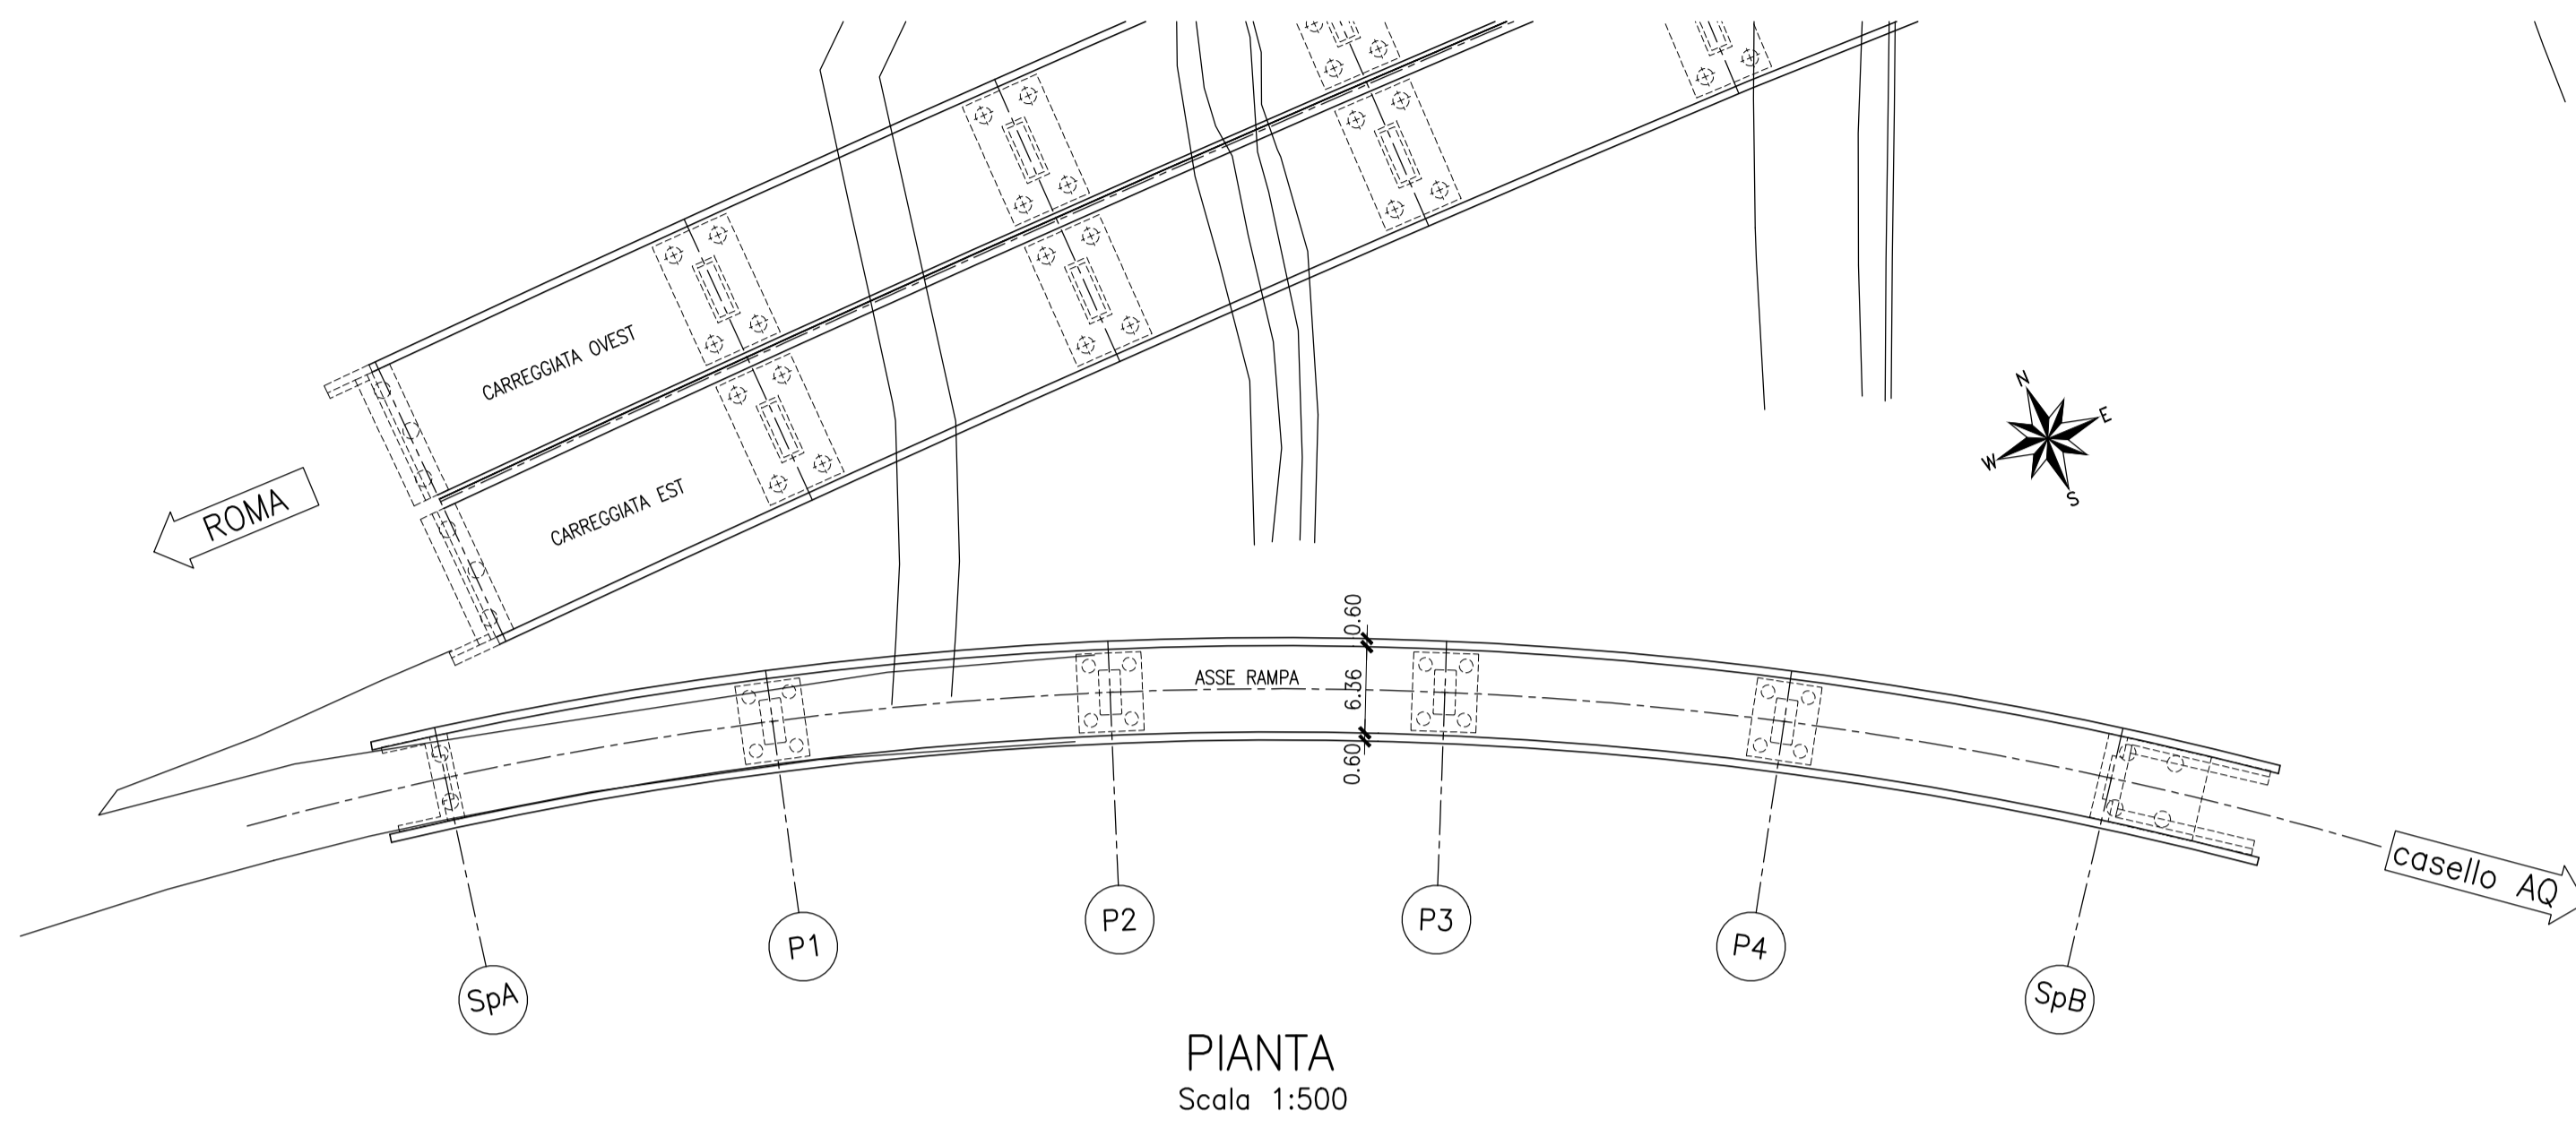 CARREGGIATA OVEST
CARREGGIATA EST
ROMA
N
E
W
S
0.60
6.36
0.60
ASSE RAMPA
casello AQ
SpA
P1
P2
P3
P4
SpB
PIANTA
Scala 1:500